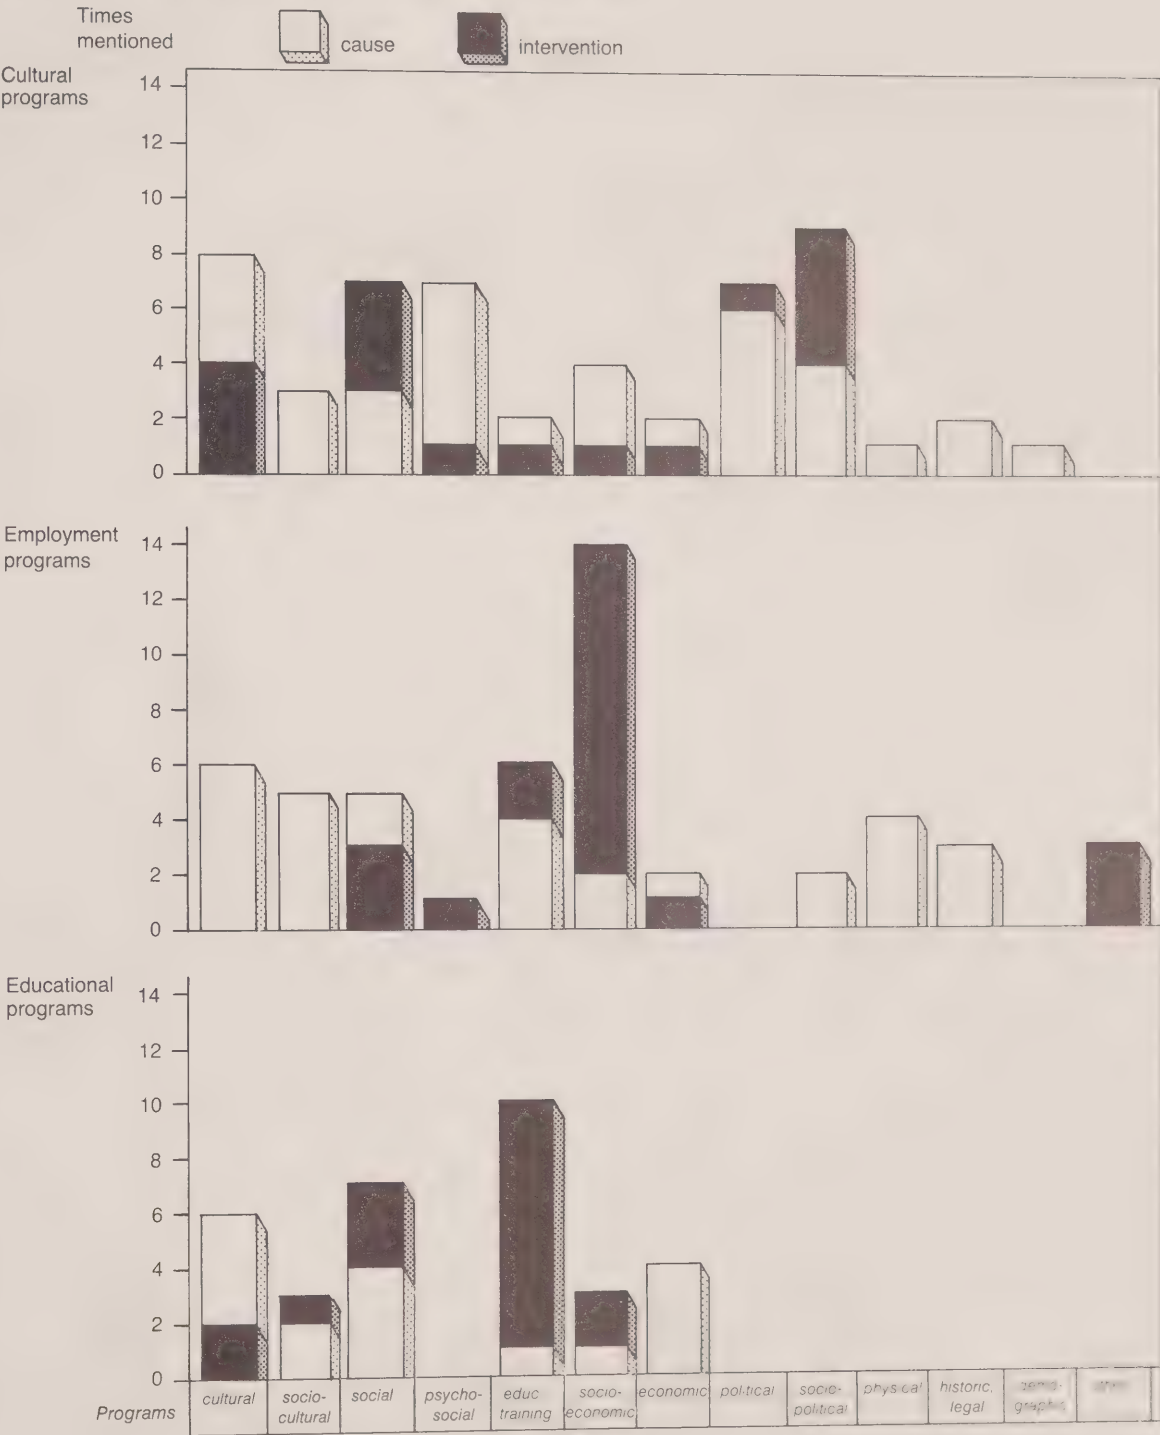 Times
mentioned
cause
intervention
Cultural
programs
14
12
10
8
6
4
2
0
Employment
programs
14
12
10
8
6
4
2
0
Educational
programs
14
12
10
8
6
4
2
0
Programs
cultural
socio-
cultural
social
psycho-
social
educ
training
socio-
economic
economic
political
socio-
political
physical
historic,
legal
graphic
other